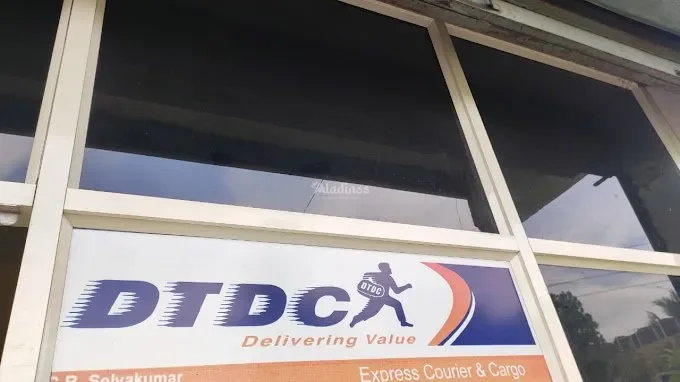 DTDC
DTDC
Delivering Value
Selvakumar
Express Courier & Cargo